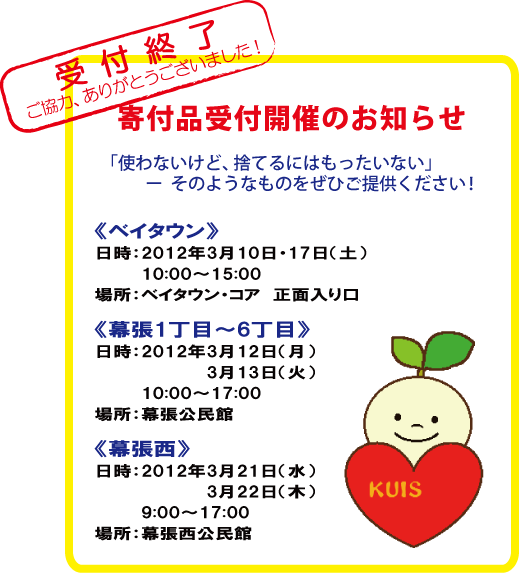 受付終了
ご協力、ありがとうございました！
寄付品受付開催のお知らせ
「使わないけど、捨てるにはもったいない」
ー そのようなものをぜひご提供ください！
《ベイタウン》
日時：2012年3月10日・17日（土）
10:00～15:00
場所：ベイタウン・コア　正面入り口
《幕張1丁目～6丁目》
日時：2012年3月12日（月）
3月13日（火）
10:00～17:00
場所：幕張公民館
《幕張西》
日時：2012年3月21日（水）
3月22日（木）
9:00～17:00
場所：幕張西公民館
KUIS